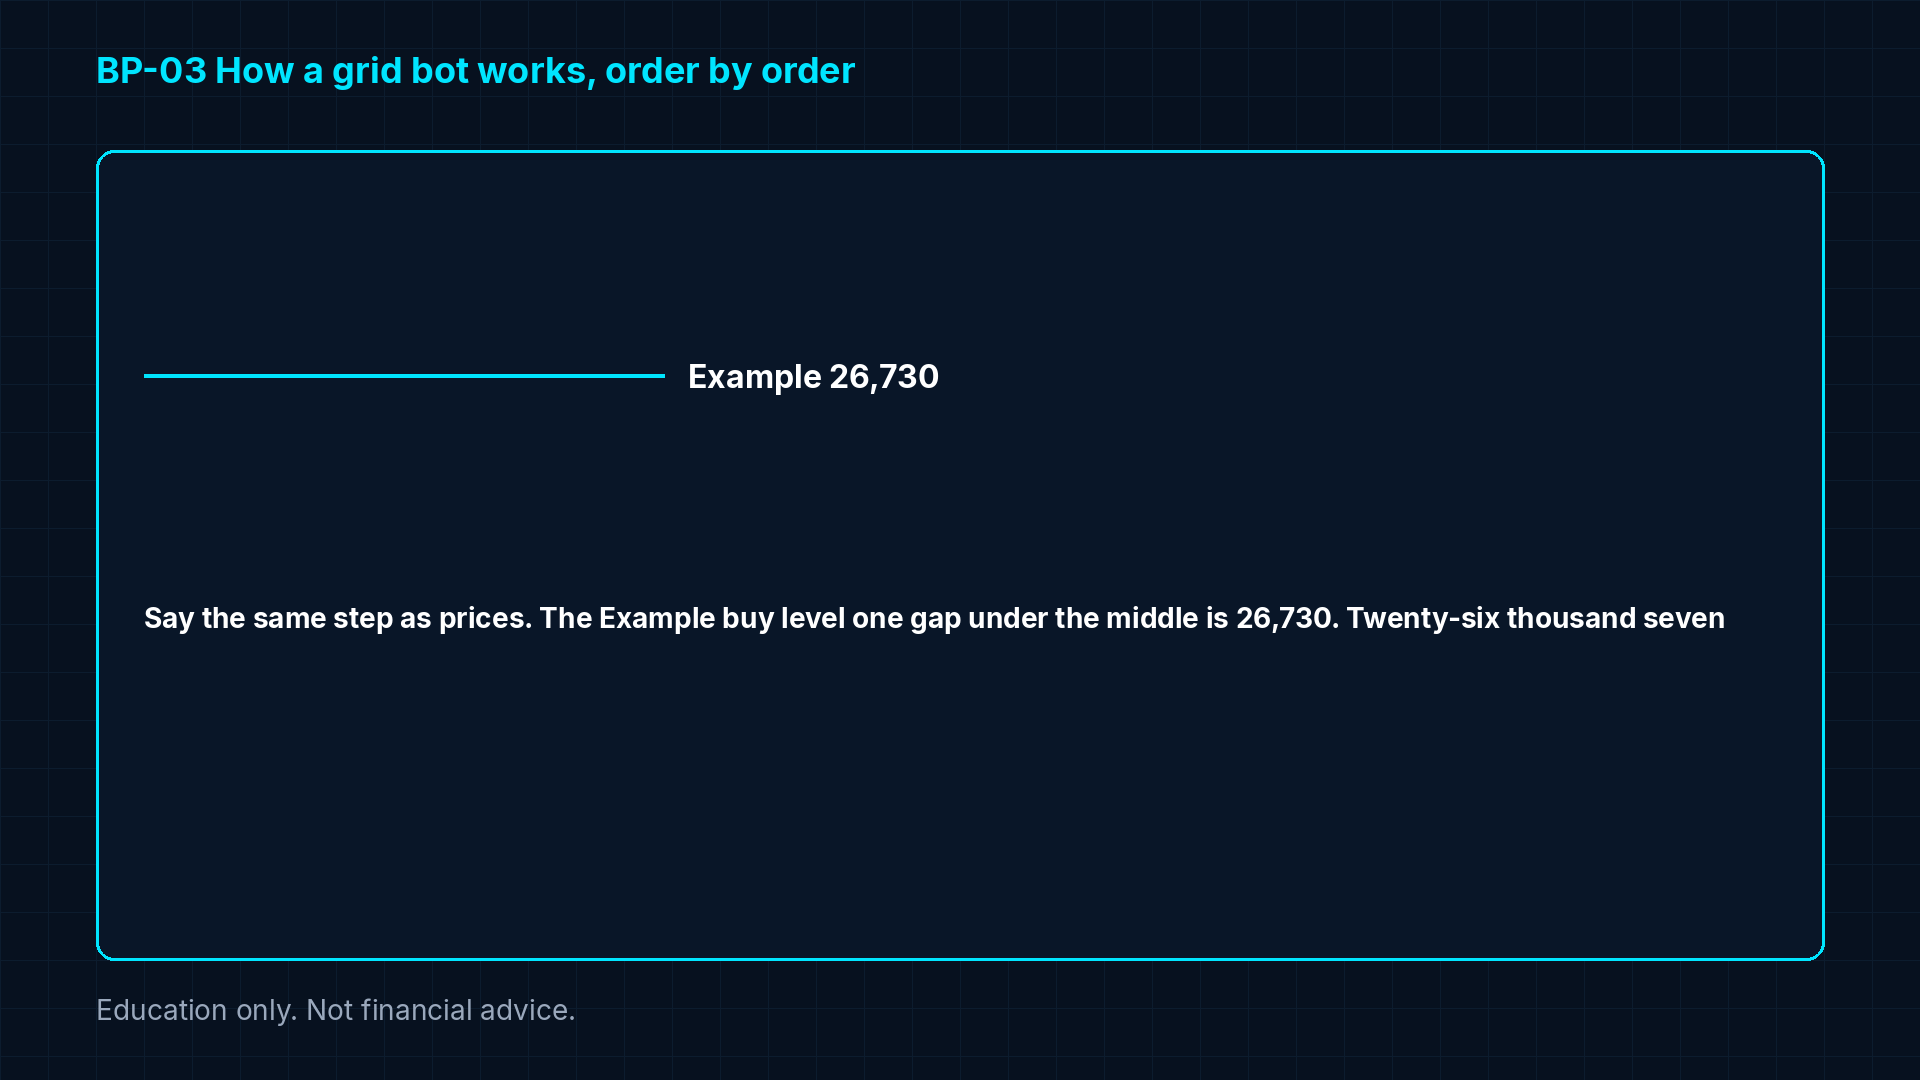 BP-03 How a grid bot works, order by order
Example 26,730
Say the same step as prices. The Example buy level one gap under the middle is 26,730. Twenty-six thousand seven
Education only. Not financial advice.